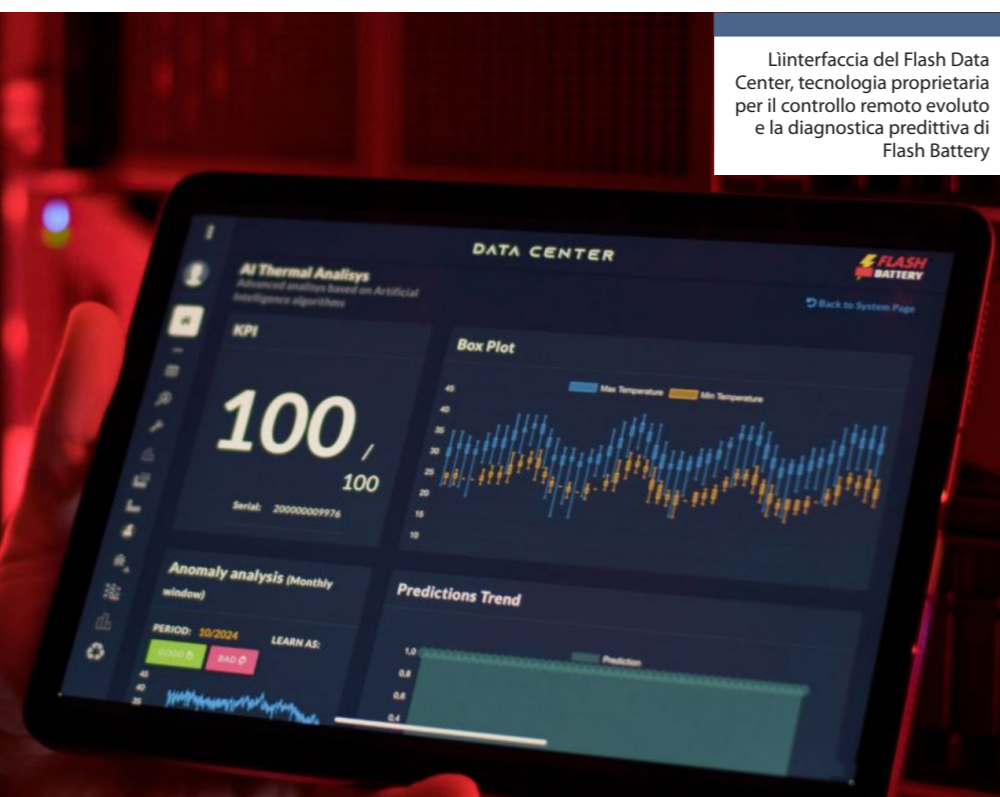 Lìinterfaccia del Flash Data
Center, tecnologia proprietaria
per il controllo remoto evoluto
e la diagnostica predittiva di
Flash Battery
DATA CENTER
FLASH
BATTERY
AI Thermal Analisys
Advanced analisys based on Artificial
Intelligence algorithms
Back to System Page
KPI
100 /
100
Serial: 200000009976
Box Plot
Max Temperature Min Temperature
45
40
35
30
25
20
15
10
Anomaly analysis (Monthly
window)
PERIOD: 10/2024 LEARN AS:
GOOD BAD
45
40
35
Predictions Trend
Prediction
1,0
0,8
0,6
0,4